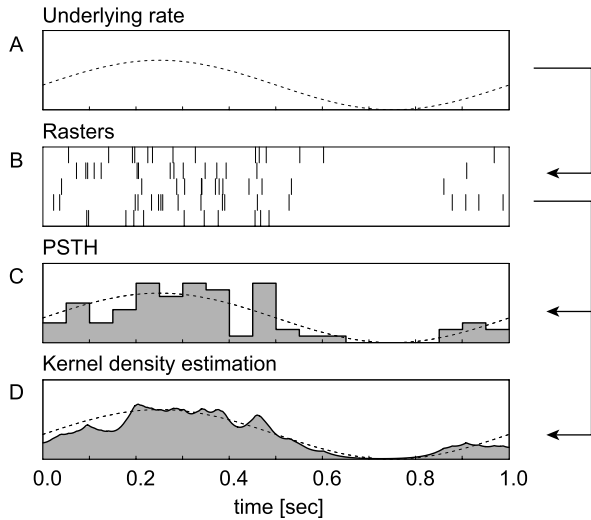 Underlying rate
A
Rasters
B
PSTH
C
Kernel density estimation
D
0.0 0.2 0.4 0.6 0.8 1.0
time [sec]